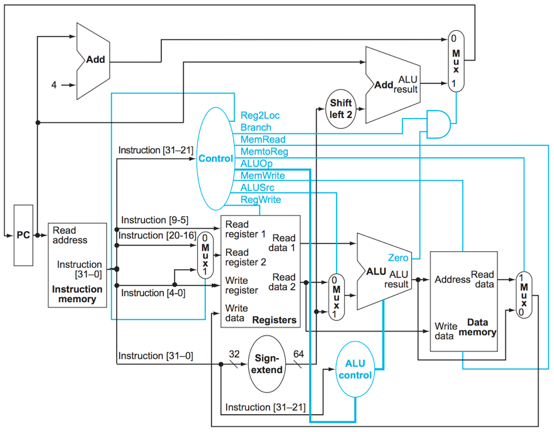 0
M
u
x
1
Add
4
Add ALU
result
Shift
left 2
Reg2Loc
Branch
MemRead
MemtoReg
ALUOp
MemWrite
ALUSrc
RegWrite
Control
Instruction [31–21]
PC
Read
address
Instruction
[31–0]
Instruction
memory
Instruction [9-5]
Instruction [20-16]
Instruction [4-0]
0
M
u
x
1
Read
register 1
Read
register 2
Write
register
Write
data
Read
data 1
Read
data 2
Registers
0
M
u
x
1
Zero
ALU
ALU
result
Address
Read
data
Write
data
Data
memory
1
M
u
x
0
Instruction [31–0]
32
Sign-
extend
64
ALU
control
Instruction [31–21]